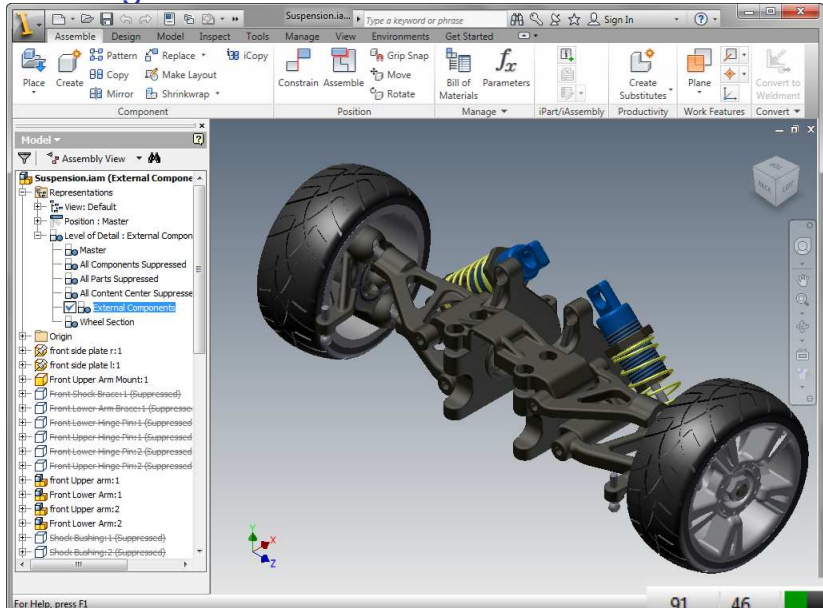 Suspension.ia... Type a keyword or phrase Sign In
Assemble Design Model Inspect Tools Manage View Environments Get Started
Place
Create
Pattern Replace iCopy
Copy Make Layout
Mirror Shrinkwrap
Constrain Assemble
Grip Snap
Move
Rotate
Bill of Materials
Parameters
Create Substitutes
Plane
Convert to Weldment
Component Position Manage iPart/iAssembly Productivity Work Features Convert
Model
Assembly View
Suspension.iam (External Compone
Representations
View: Default
Position : Master
Level of Detail : External Compon
Master
All Components Suppressed
All Parts Suppressed
All Content Center Suppresse
External Components
Wheel Section
Origin
front side plate r:1
front side plate l:1
Front Upper Arm Mount:1
Front Shock Brace:1 (Suppressed)
Front Lower Arm Brace:1 (Suppresse
Front Lower Hinge Pin:1 (Suppressed
Front Upper Hinge Pin:1 (Suppressed
Front Lower Hinge Pin:2 (Suppressed
Front Upper Hinge Pin:2 (Suppressed
front Upper arm:1
Front Lower Arm:1
front Upper arm:2
Front Lower Arm:2
Shock Bushing:1 (Suppressed)
Shock Bushing:2 (Suppressed)
BACK LEFT
Y
X
Z
For Help, press F1
91 46